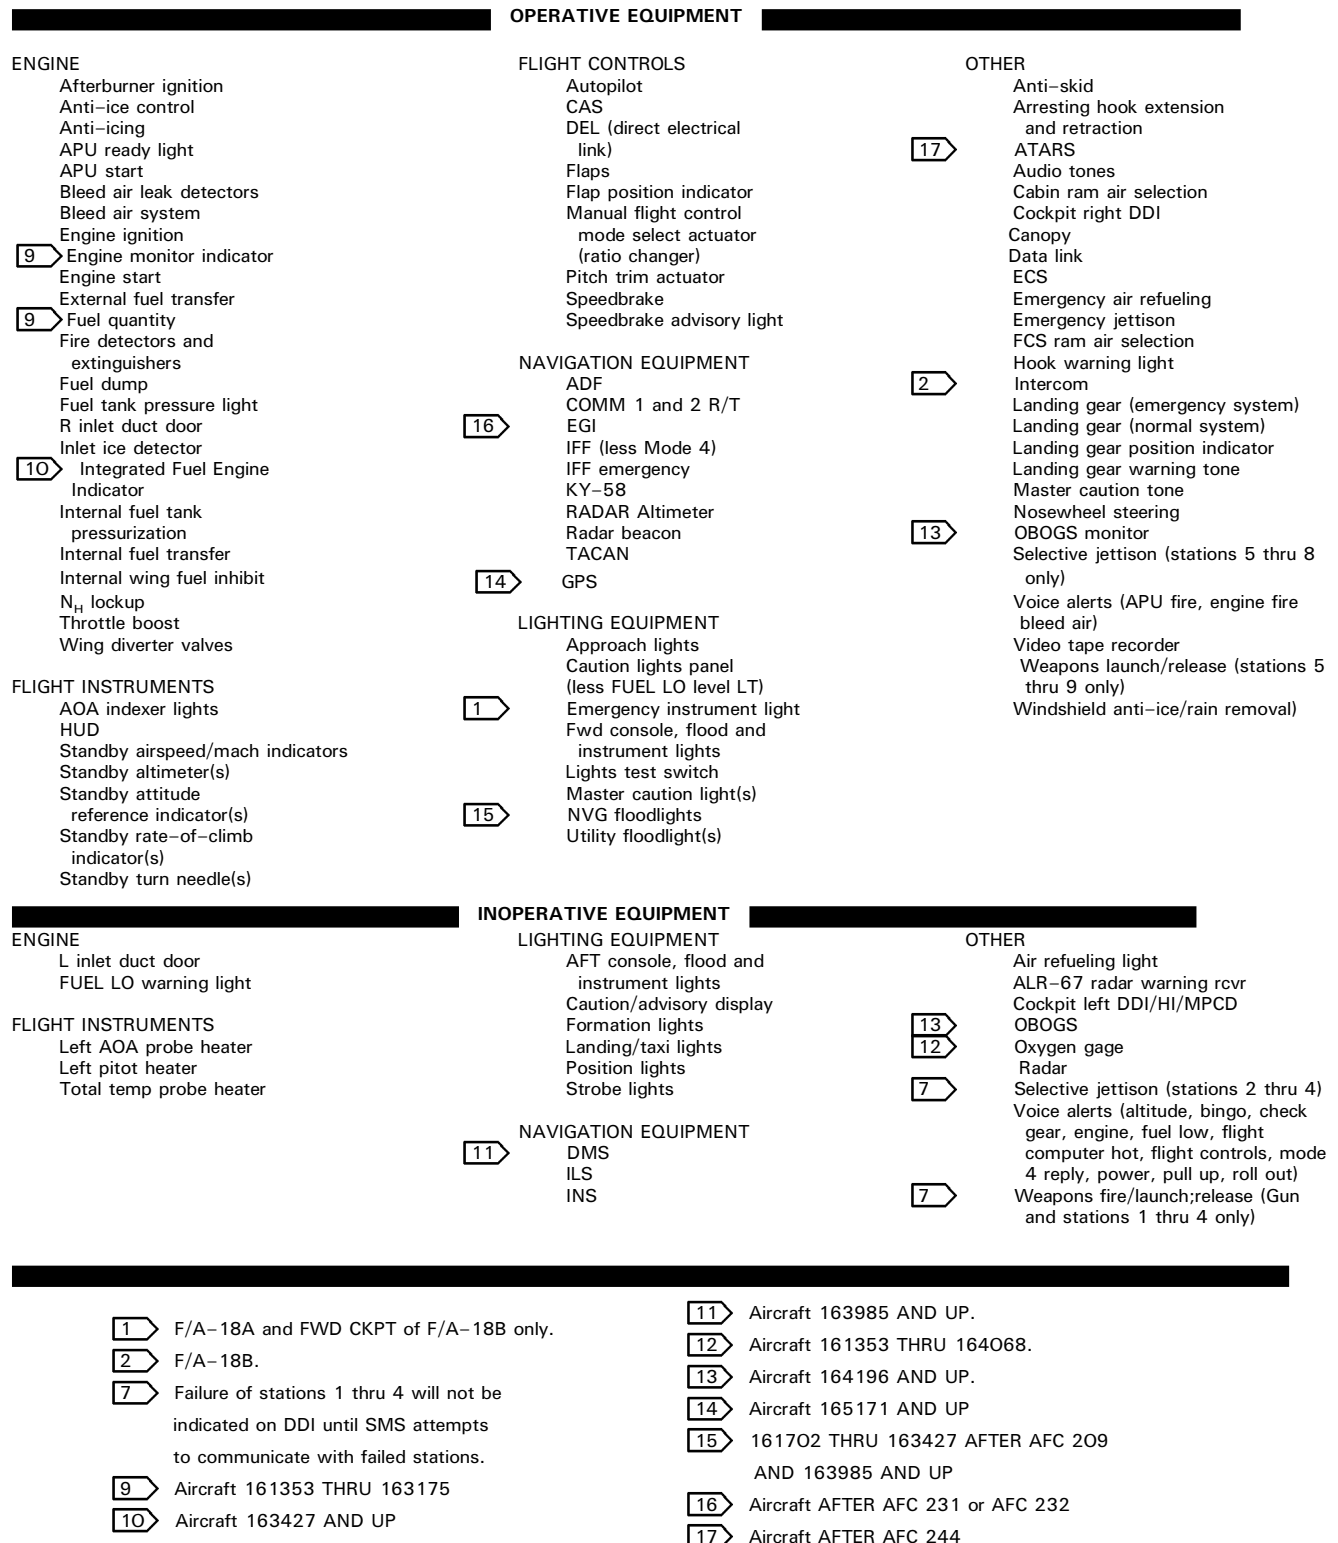 OPERATIVE EQUIPMENT
ENGINE
Afterburner ignition
Anti-ice control
Anti-icing
APU ready light
APU start
Bleed air leak detectors
Bleed air system
Engine ignition
9 Engine monitor indicator
Engine start
External fuel transfer
9 Fuel quantity
Fire detectors and
extinguishers
Fuel dump
Fuel tank pressure light
R inlet duct door
Inlet ice detector
10 Integrated Fuel Engine
Indicator
Internal fuel tank
pressurization
Internal fuel transfer
Internal wing fuel inhibit
NH lockup
Throttle boost
Wing diverter valves
FLIGHT INSTRUMENTS
AOA indexer lights
HUD
Standby airspeed/mach indicators
Standby altimeter(s)
Standby attitude
reference indicator(s)
Standby rate-of-climb
indicator(s)
Standby turn needle(s)
FLIGHT CONTROLS
Autopilot
CAS
DEL (direct electrical
link)
Flaps
Flap position indicator
Manual flight control
mode select actuator
(ratio changer)
Pitch trim actuator
Speedbrake
Speedbrake advisory light
NAVIGATION EQUIPMENT
ADF
COMM 1 and 2 R/T
16 EGI
IFF (less Mode 4)
IFF emergency
KY-58
RADAR Altimeter
Radar beacon
TACAN
14 GPS
LIGHTING EQUIPMENT
Approach lights
Caution lights panel
(less FUEL LO level LT)
1 Emergency instrument light
Fwd console, flood and
instrument lights
Lights test switch
Master caution light(s)
15 NVG floodlights
Utility floodlight(s)
OTHER
Anti-skid
Arresting hook extension
and retraction
17 ATARS
Audio tones
Cabin ram air selection
Cockpit right DDI
Canopy
Data link
ECS
Emergency air refueling
Emergency jettison
FCS ram air selection
Hook warning light
2 Intercom
Landing gear (emergency system)
Landing gear (normal system)
Landing gear position indicator
Landing gear warning tone
Master caution tone
Nosewheel steering
13 OBOGS monitor
Selective jettison (stations 5 thru 8
only)
Voice alerts (APU fire, engine fire
bleed air)
Video tape recorder
Weapons launch/release (stations 5
thru 9 only)
Windshield anti-ice/rain removal)
INOPERATIVE EQUIPMENT
ENGINE
L inlet duct door
FUEL LO warning light
FLIGHT INSTRUMENTS
Left AOA probe heater
Left pitot heater
Total temp probe heater
LIGHTING EQUIPMENT
AFT console, flood and
instrument lights
Caution/advisory display
Formation lights
Landing/taxi lights
Position lights
Strobe lights
NAVIGATION EQUIPMENT
11 DMS
ILS
INS
OTHER
Air refueling light
ALR-67 radar warning rcvr
Cockpit left DDI/HI/MPCD
13 OBOGS
12 Oxygen gage
Radar
7 Selective jettison (stations 2 thru 4)
Voice alerts (altitude, bingo, check
gear, engine, fuel low, flight
computer hot, flight controls, mode
4 reply, power, pull up, roll out)
7 Weapons fire/launch;release (Gun
and stations 1 thru 4 only)
1 F/A-18A and FWD CKPT of F/A-18B only.
2 F/A-18B.
7 Failure of stations 1 thru 4 will not be
indicated on DDI until SMS attempts
to communicate with failed stations.
9 Aircraft 161353 THRU 163175
10 Aircraft 163427 AND UP
11 Aircraft 163985 AND UP.
12 Aircraft 161353 THRU 164068.
13 Aircraft 164196 AND UP.
14 Aircraft 165171 AND UP
15 161702 THRU 163427 AFTER AFC 209
AND 163985 AND UP
16 Aircraft AFTER AFC 231 or AFC 232
17 Aircraft AFTER AFC 244